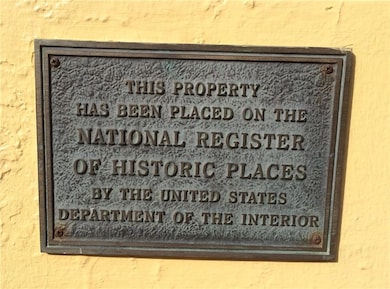 THIS PROPERTY
HAS BEEN PLACED ON THE
NATIONAL REGISTER
OF HISTORIC PLACES
BY THE UNITED STATES
DEPARTMENT OF THE INTERIOR